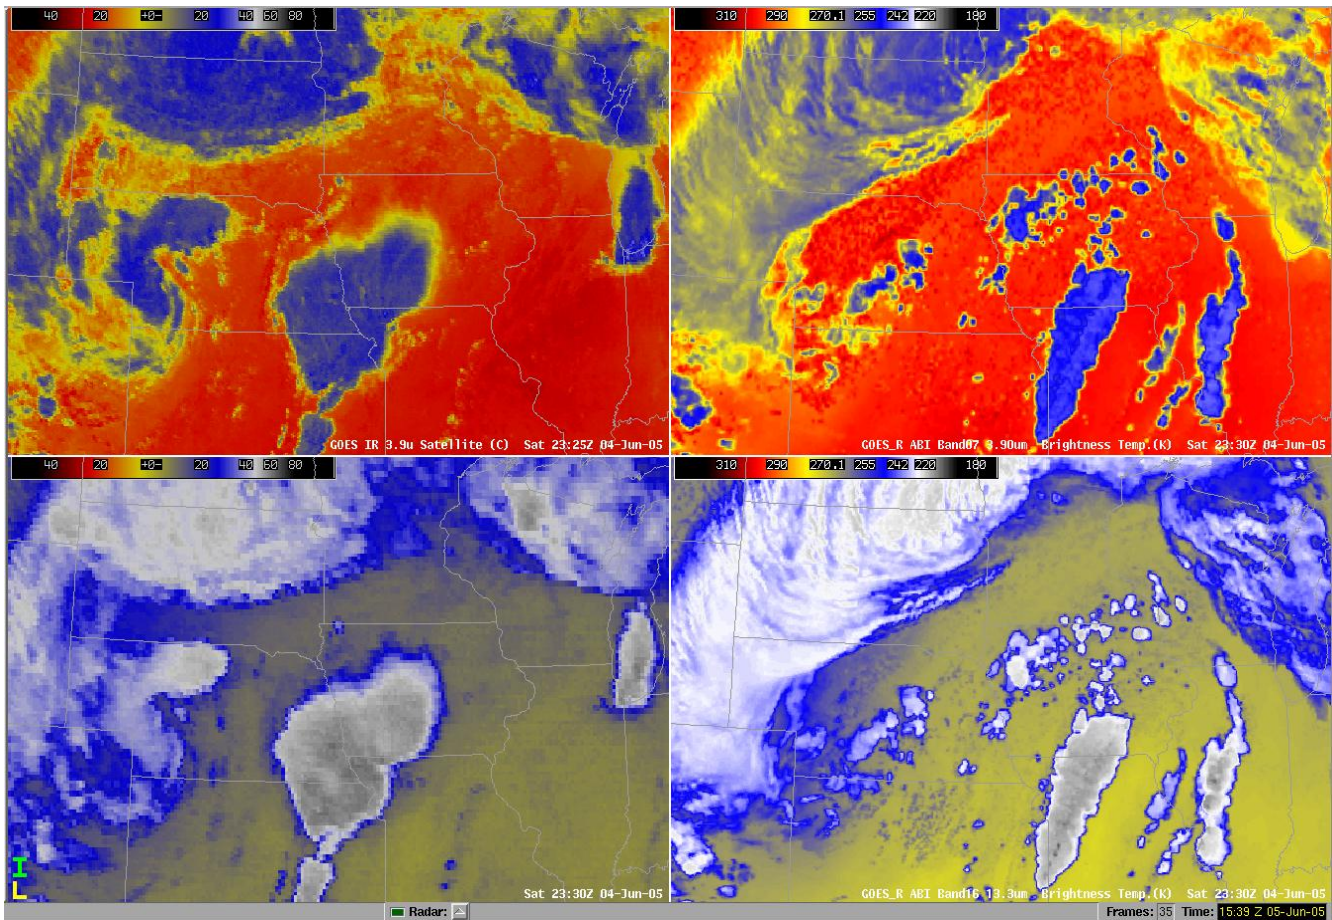 40 20 +0- 20 40 60 80
310 290 270.1 255 242 220 180
GOES IR 3.9u Satellite (C) Sat 23:25Z 04-Jun-05
GOES_R ABI Band07 3.90um Brightness Temp.(K) Sat 23:30Z 04-Jun-05
40 20 +0- 20 40 60 80
310 290 270.1 255 242 220 180
I
L
Sat 23:30Z 04-Jun-05
GOES_R ABI Band16 13.3um Brightness Temp.(K) Sat 23:30Z 04-Jun-05
Radar: Frames: 35 Time: 15:39 Z 05-Jun-05